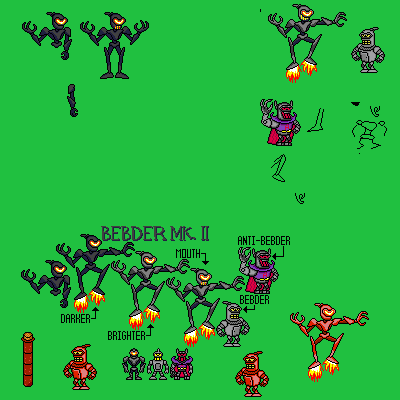 BEBDER MK. II
ANTI-BEBDER
MOUTH
BEBDER
DARKER
BRIGHTER